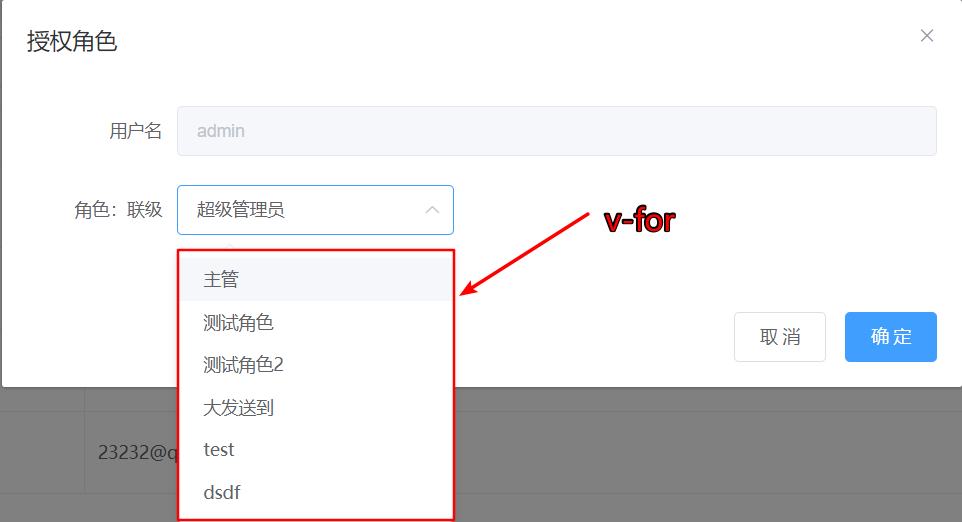 授权角色
用户名
admin
角色：联级
超级管理员
v-for
主管
测试角色
测试角色2
取消
确定
大发送到
test
23232@q
dsdf